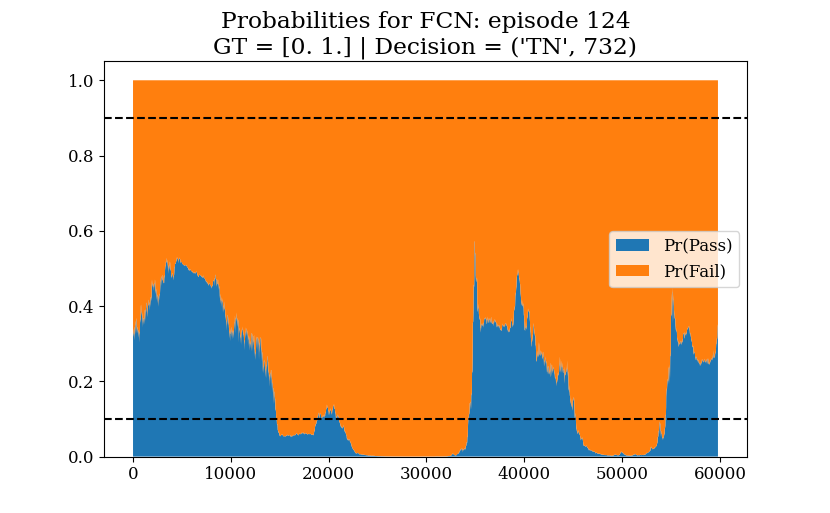 Probabilities for FCN: episode 124
GT = [0. 1.] | Decision = ('TN', 732)
1.0
0.8
0.6
0.4
0.2
0.0
Pr(Pass)
Pr(Fail)
0 10000 20000 30000 40000 50000 60000